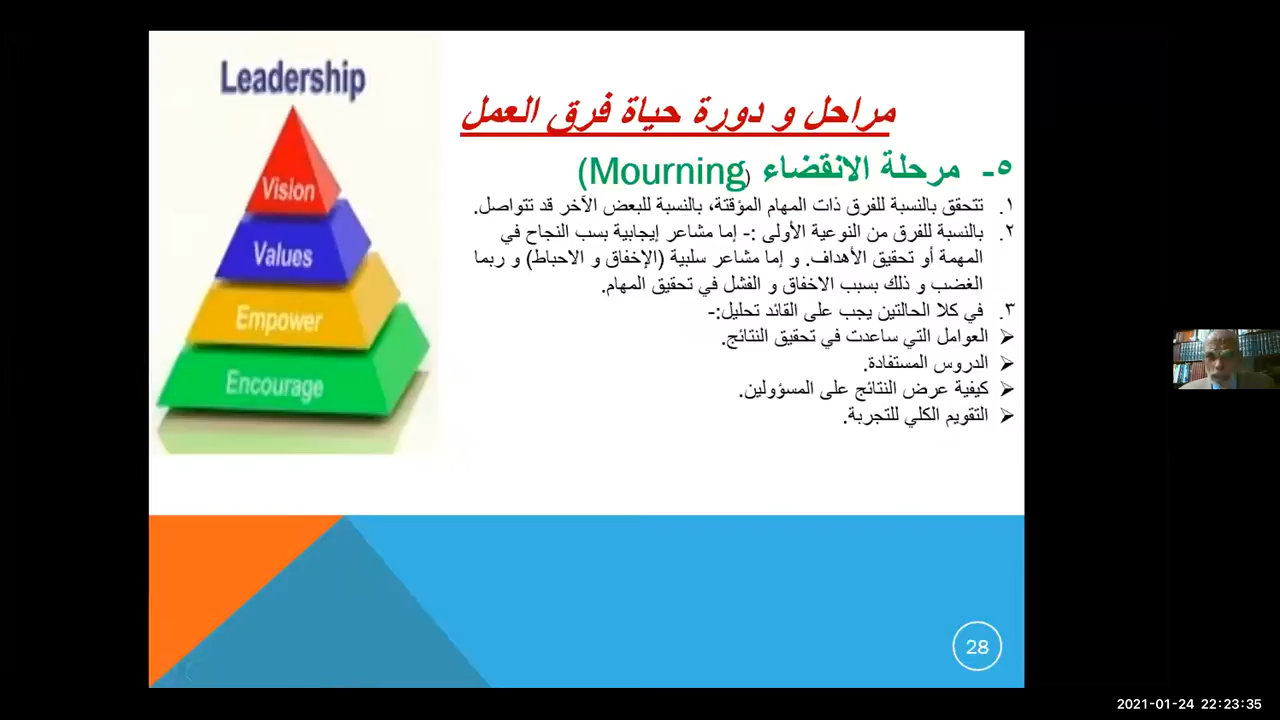 Leadership
Vision
Values
Empower
Encourage
مراحل و دورة حياة فرق العمل
٥- مرحلة الانقضاء (Mourning)
١. تتحقق بالنسبة للفرق ذات المهام المؤقتة، بالنسبة للبعض الآخر قد تتواصل.
٢. بالنسبة للفرق من النوعية الأولى :- إما مشاعر إيجابية بسب النجاح في
المهمة أو تحقيق الأهداف. و إما مشاعر سلبية (الإخفاق و الاحباط) و ربما
الغضب و ذلك بسبب الاخفاق و الفشل في تحقيق المهام.
٣. في كلا الحالتين يجب على القائد تحليل:-
➢ العوامل التي ساعدت في تحقيق النتائج.
➢ الدروس المستفادة.
➢ كيفية عرض النتائج على المسؤولين.
➢ التقويم الكلي للتجربة.
28
2021-01-24 22:23:35